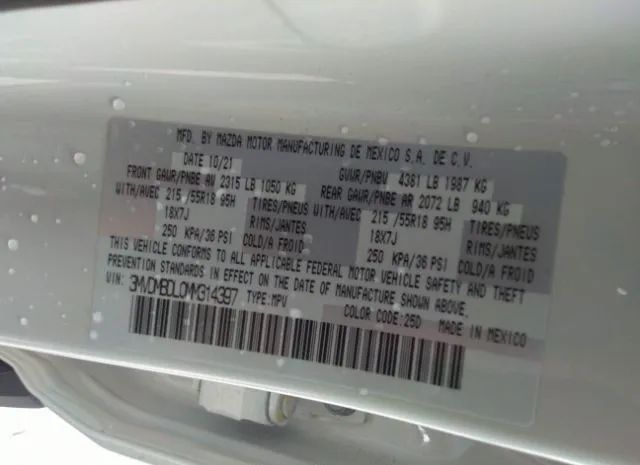 MFD. BY MAZDA MOTOR MANUFACTURING DE MEXICO S.A. DE C.V.
DATE 10/21 GVWR/PNBV 4381 LB 1987 KG
FRONT GAWR/PNBE AV 2315 LB 1050 KG REAR GAWR/PNBE AR 2072 LB 940 KG
WITH/AVEC 215 /55R18 95H TIRES/PNEUS WITH/AVEC 215 /55R18 95H TIRES/PNEUS
18X7J RIMS/JANTES 18X7J RIMS/JANTES
250 KPA/36 PSI COLD/A FROID 250 KPA/36 PSI COLD/A FROID
THIS VEHICLE CONFORMS TO ALL APPLICABLE FEDERAL MOTOR VEHICLE SAFETY AND THEFT
PREVENTION STANDARDS IN EFFECT ON THE DATE OF MANUFACTURE SHOWN ABOVE.
VIN: TYPE:MPV COLOR CODE:25D MADE IN MEXICO